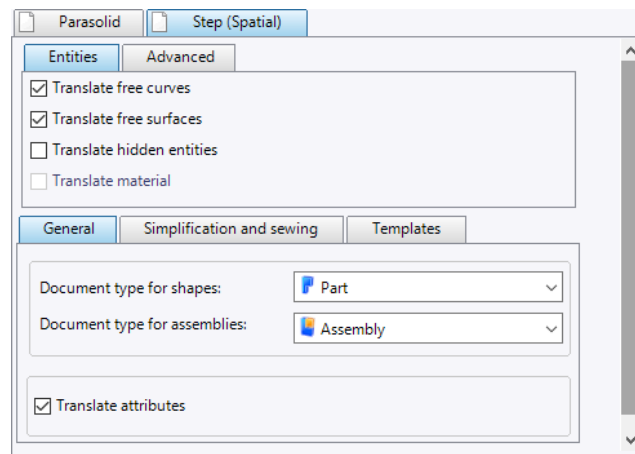 Parasolid Step (Spatial)
Entities Advanced
Translate free curves
Translate free surfaces
Translate hidden entities
Translate material
General Simplification and sewing Templates
Document type for shapes: Part
Document type for assemblies: Assembly
Translate attributes